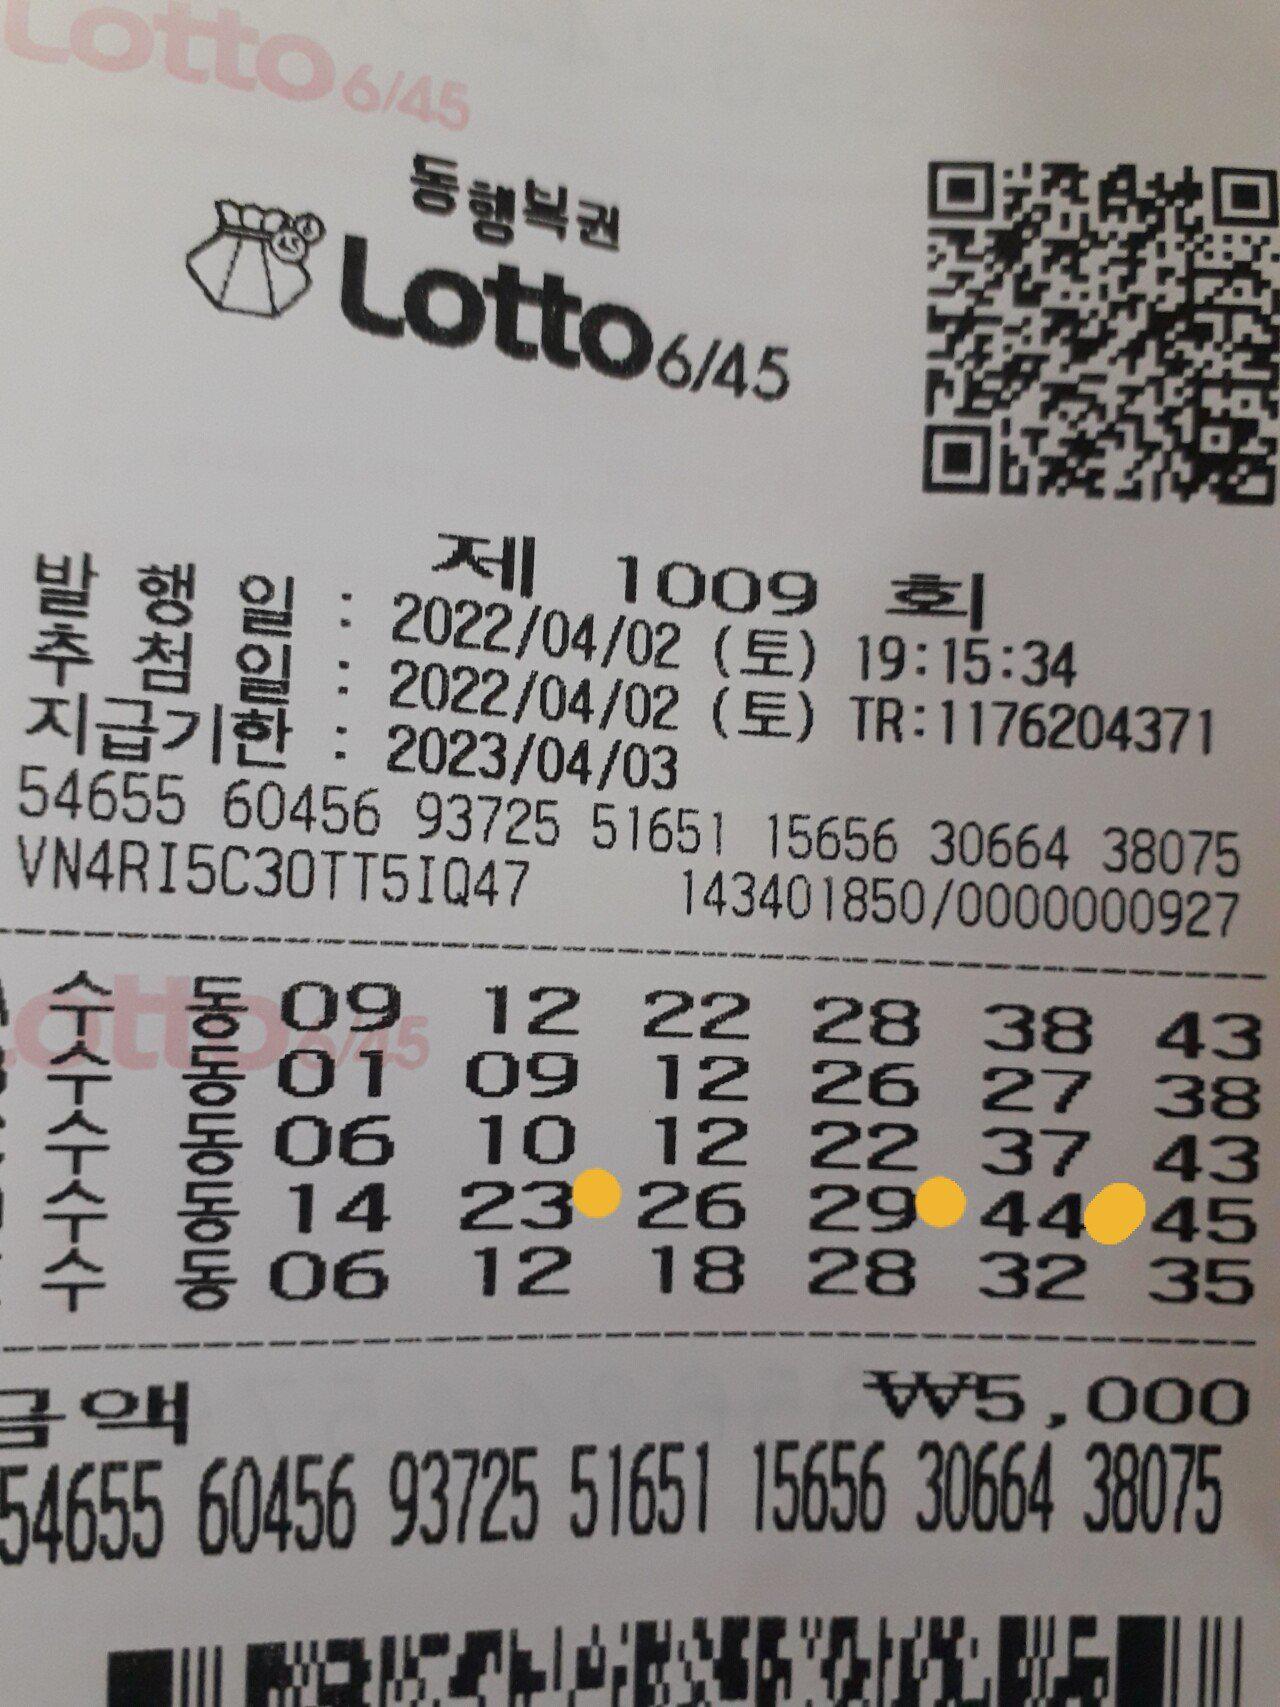 Lotto 6/45
동행복권
Lotto 6/45
제 1009 회
발 행 일 : 2022/04/02 (토) 19:15:34
추 첨 일 : 2022/04/02 (토) TR:1176204371
지급기한 : 2023/04/03
54655 60456 93725 51651 15656 30664 38075
VN4RI5C30TT5IQ47 143401850/0000000927
Lotto 6/45
수 동 09 12 22 28 38 43
수 동 01 09 12 26 27 38
수 동 06 10 12 22 37 43
수 동 14 23 26 29 44 45
수 동 06 12 18 28 32 35
금액 ₩5,000
54655 60456 93725 51651 15656 30664 38075